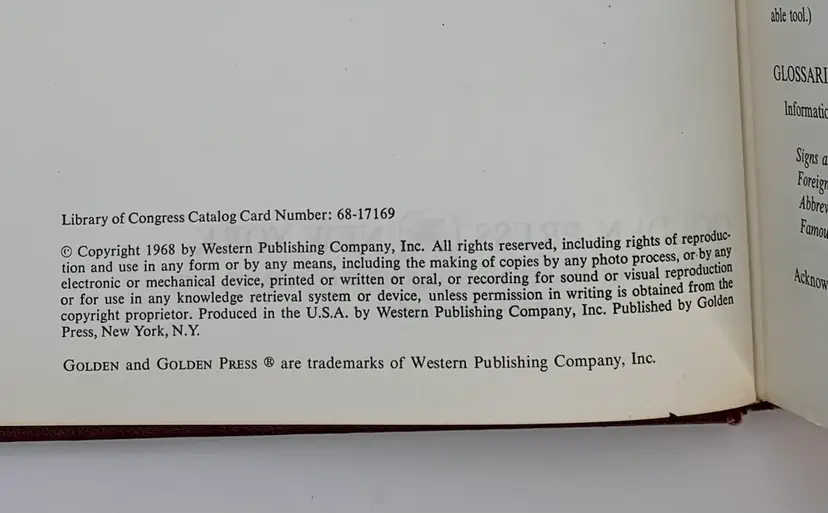 Library of Congress Catalog Card Number: 68-17169
© Copyright 1968 by Western Publishing Company, Inc. All rights reserved, including rights of reproduc-
tion and use in any form or by any means, including the making of copies by any photo process, or by any
electronic or mechanical device, printed or written or oral, or recording for sound or visual reproduction
or for use in any knowledge retrieval system or device, unless permission in writing is obtained from the
copyright proprietor. Produced in the U.S.A. by Western Publishing Company, Inc. Published by Golden
Press, New York, N.Y.
GOLDEN and GOLDEN PRESS ® are trademarks of Western Publishing Company, Inc.
able tool.)
GLOSSARI
Informatio
Signs a
Foreign
Abbrev
Famou
Acknow